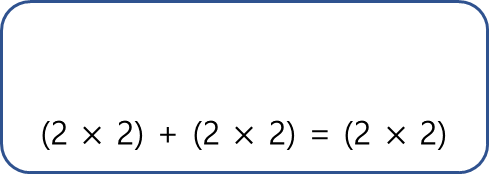 (2 × 2) + (2 × 2) = (2 × 2)